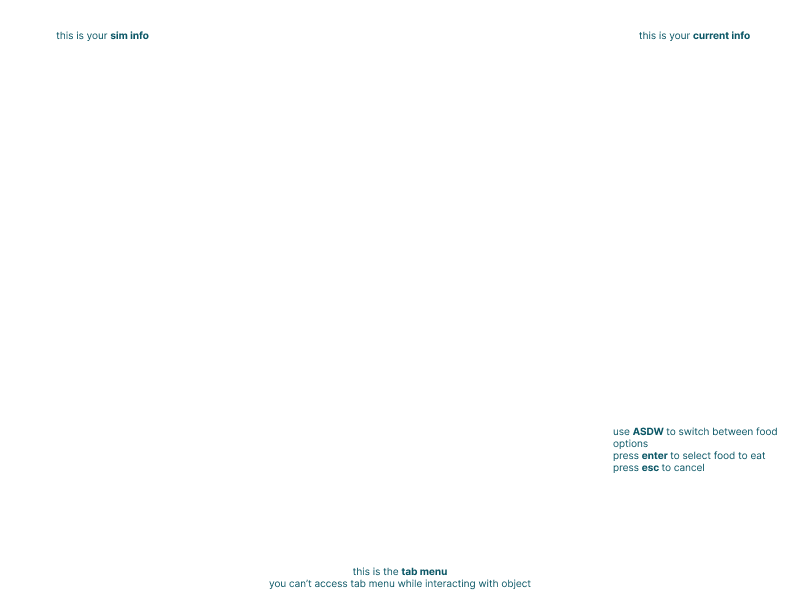 this is your sim info
this is your current info
use ASDW to switch between food
options
press enter to select food to eat
press esc to cancel
this is the tab menu
you can't access tab menu while interacting with object